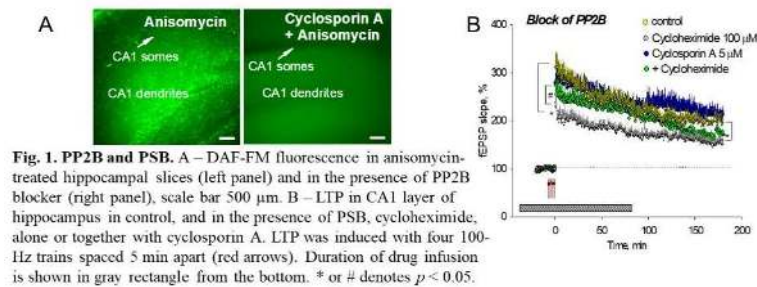 A
Anisomycin
CA1 somes
CA1 dendrites
Cyclosporin A
+ Anisomycin
CA1 somes
CA1 dendrites
Fig. 1. PP2B and PSB. A – DAF-FM fluorescence in anisomycin-
treated hippocampal slices (left panel) and in the presence of PP2B
blocker (right panel), scale bar 500 µm. B – LTP in CA1 layer of
hippocampus in control, and in the presence of PSB, cycloheximide,
alone or together with cyclosporin A. LTP was induced with four 100-
Hz trains spaced 5 min apart (red arrows). Duration of drug infusion
is shown in gray rectangle from the bottom. * or # denotes p < 0.05.
B
Block of PP2B
control
Cycloheximide 100 µM
Cyclosporin A 5 µM
+ Cycloheximide
fEPSP slope, %
400
300
200
100
0
#
*
0
50
100
150
200
Time, min